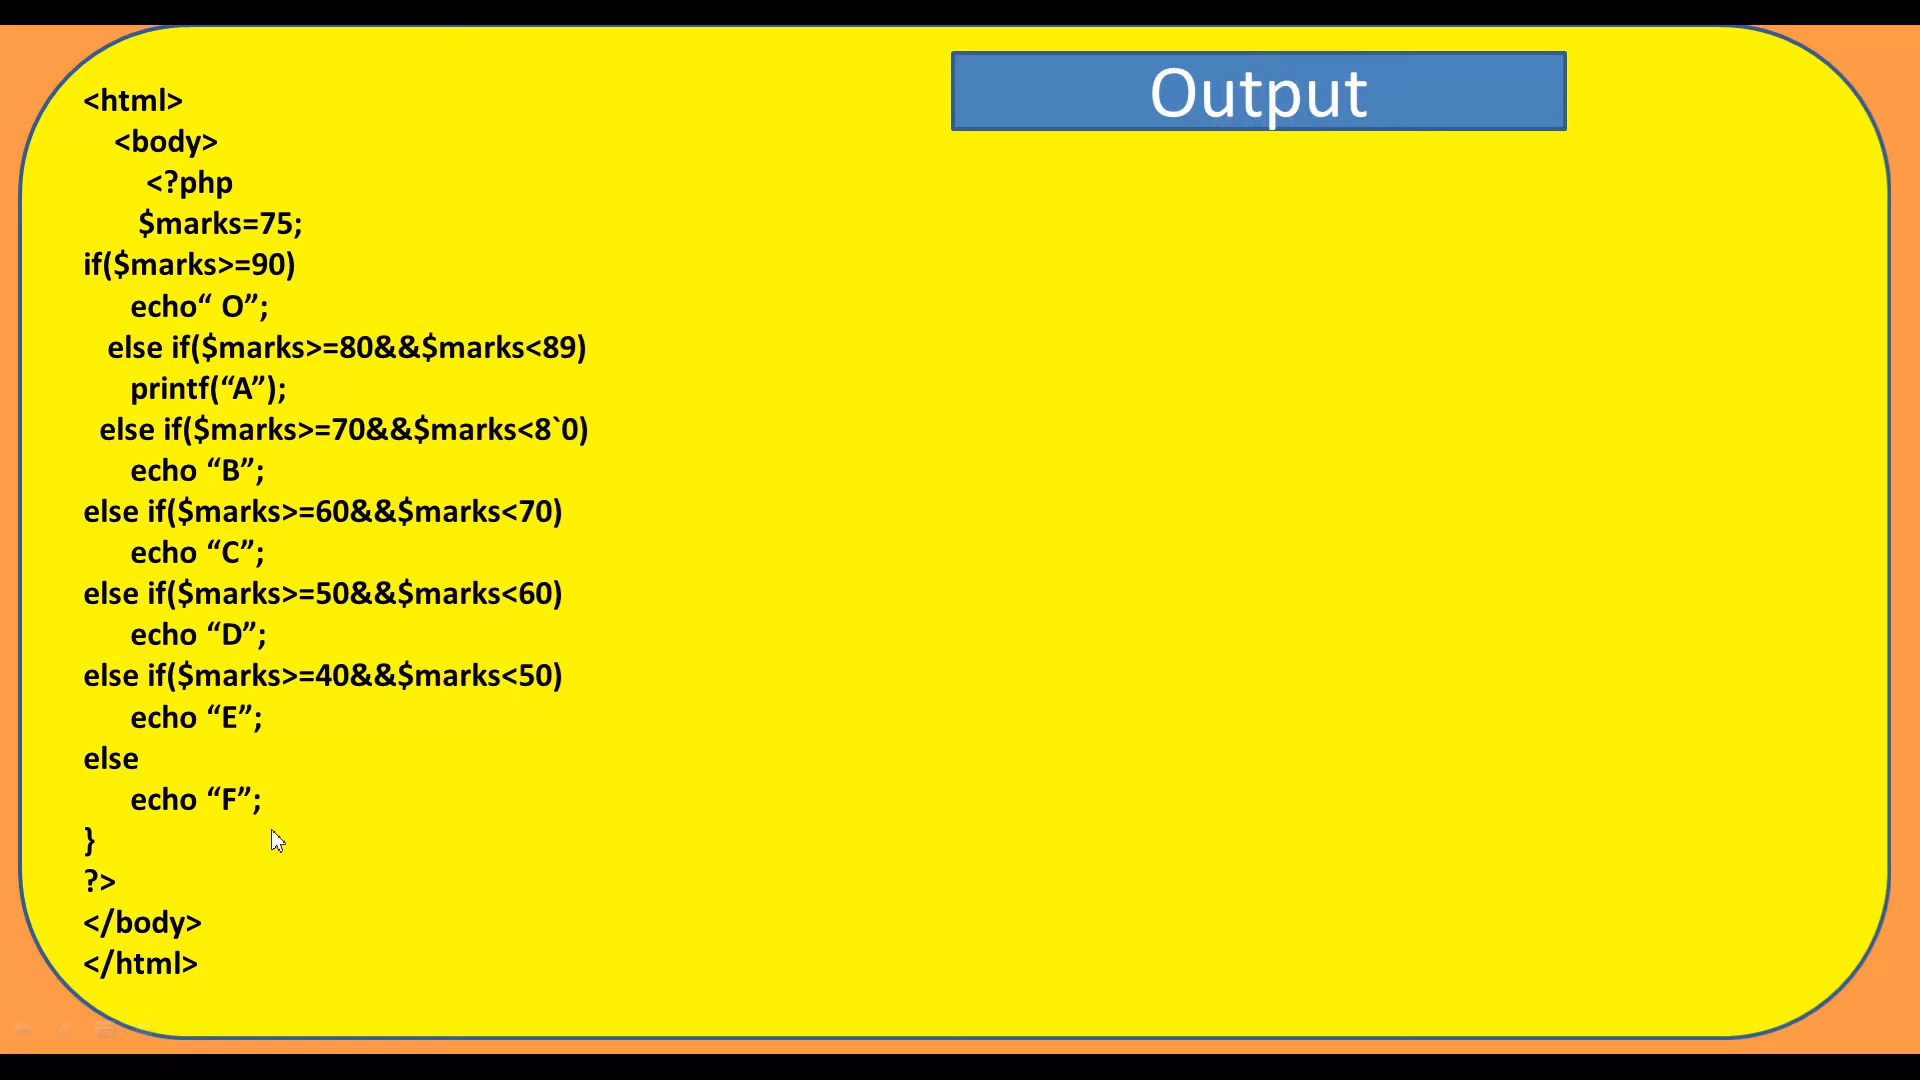 <html>
<body>
<?php
$marks=75;
if($marks>=90)
echo“ O”;
else if($marks>=80&&$marks<89)
printf(“A”);
else if($marks>=70&&$marks<8`0)
echo “B”;
else if($marks>=60&&$marks<70)
echo “C”;
else if($marks>=50&&$marks<60)
echo “D”;
else if($marks>=40&&$marks<50)
echo “E”;
else
echo “F”;
}
?>
</body>
</html>
Output